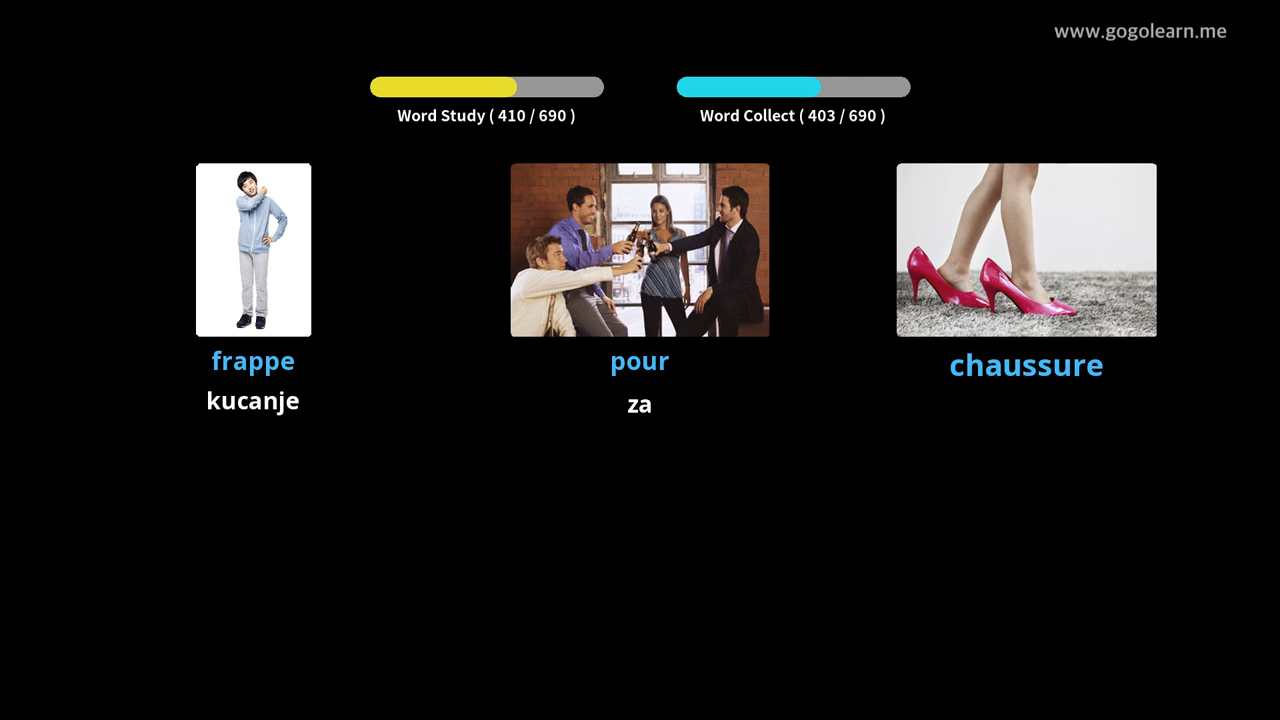 www.gogolearn.me
Word Study ( 410 / 690 )
Word Collect ( 403 / 690 )
frappe
kucanje
pour
za
chaussure